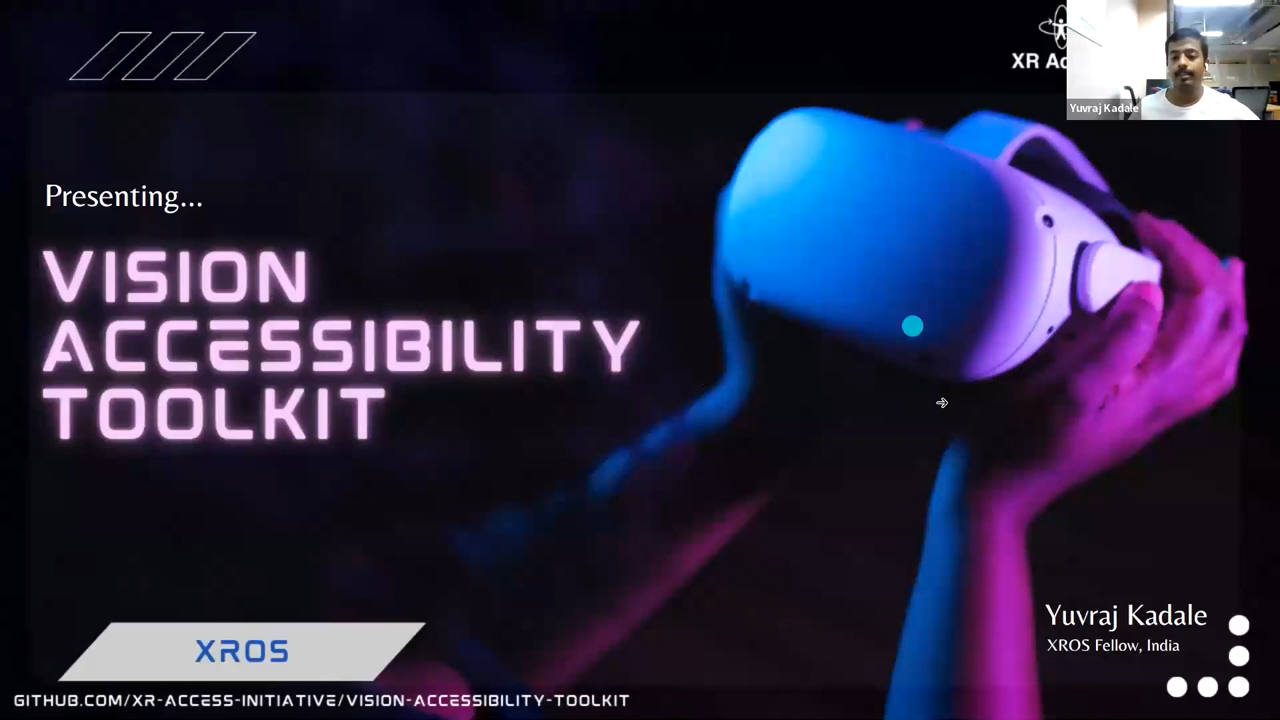 XR Ac
Yuvraj Kadale
Presenting...
VISION
ACCESSIBILITY
TOOLKIT
Yuvraj Kadale
XROS Fellow, India
XROS
GITHUB.COM/XR-ACCESS-INITIATIVE/VISION-ACCESSIBILITY-TOOLKIT